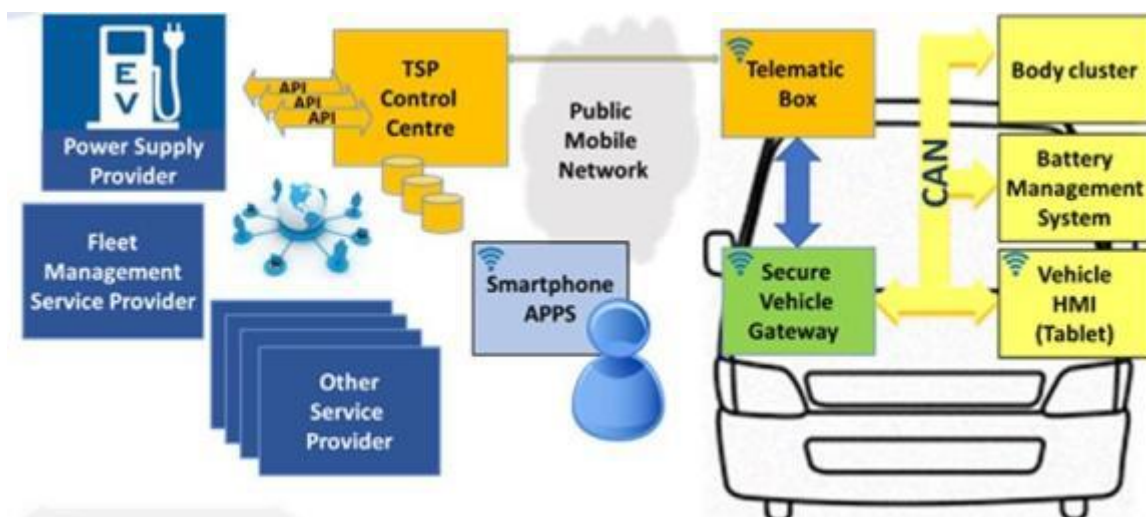 EV
Power Supply
Provider
API
API
API
TSP
Control
Centre
Public
Mobile
Network
Telematic
Box
Body cluster
CAN
Battery
Management
System
Fleet
Management
Service Provider
Smartphone
APPS
Secure
Vehicle
Gateway
Vehicle
HMI
(Tablet)
Other
Service
Provider